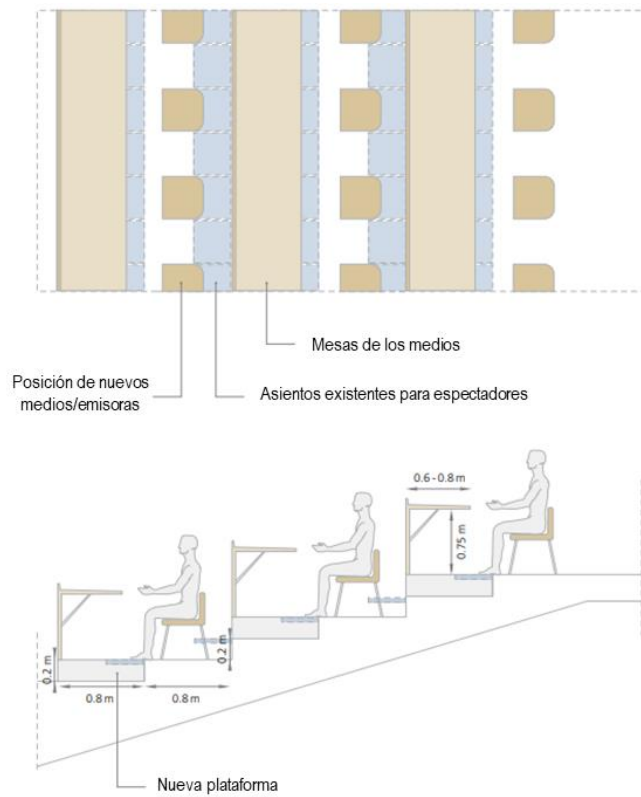 Mesas de los medios
Posición de nuevos
medios/emisoras
Asientos existentes para espectadores
0.6 - 0.8 m
0.75 m
0.2 m
0.2 m
0.8 m
0.8 m
Nueva plataforma